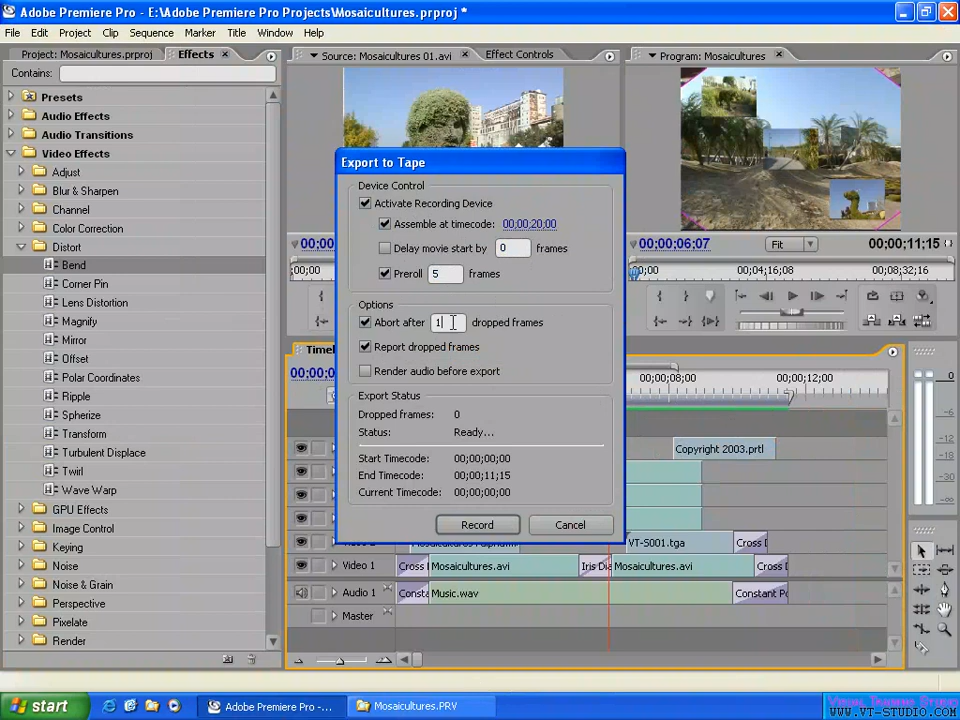 Adobe Premiere Pro - E:\Adobe Premiere Pro Projects\Mosaicultures.prproj *
File Edit Project Clip Sequence Marker Title Window Help
Project: Mosaicultures.prproj Effects Source: Mosaicultures 01.avi Effect Controls Program: Mosaicultures
Contains:
Presets
Audio Effects
Audio Transitions
Video Effects
Adjust
Blur & Sharpen
Channel
Color Correction
Distort
Bend
Corner Pin
Lens Distortion
Magnify
Mirror
Offset
Polar Coordinates
Ripple
Spherize
Transform
Turbulent Displace
Twirl
Wave Warp
GPU Effects
Image Control
Keying
Noise
Noise & Grain
Perspective
Pixelate
Render
Export to Tape
Device Control
Activate Recording Device
Assemble at timecode: 00;00;20;00
Delay movie start by 0 frames
Preroll 5 frames
Options
Abort after 1 dropped frames
Report dropped frames
Render audio before export
Export Status
Dropped frames: 0
Status: Ready...
Start Timecode: 00;00;00;00
End Timecode: 00;00;11;15
Current Timecode: 00;00;00;00
Record Cancel
00;00;06;07 Fit 00;00;11;15
00;04;16;08 00;08;32;16
00;00;08;00 00;00;12;00
0
-6
-12
-18
-30
Copyright 2003.prtl
VT-S001.tga Cross D
Video 1 Cross Mosaicultures.avi Iris Dia Mosaicultures.avi Cross D
Audio 1 Consta Music.wav Constant Po
Master
start Adobe Premiere Pro -... Mosaicultures.PRV
Visual Training Studio
www.VT-STUDIO.com